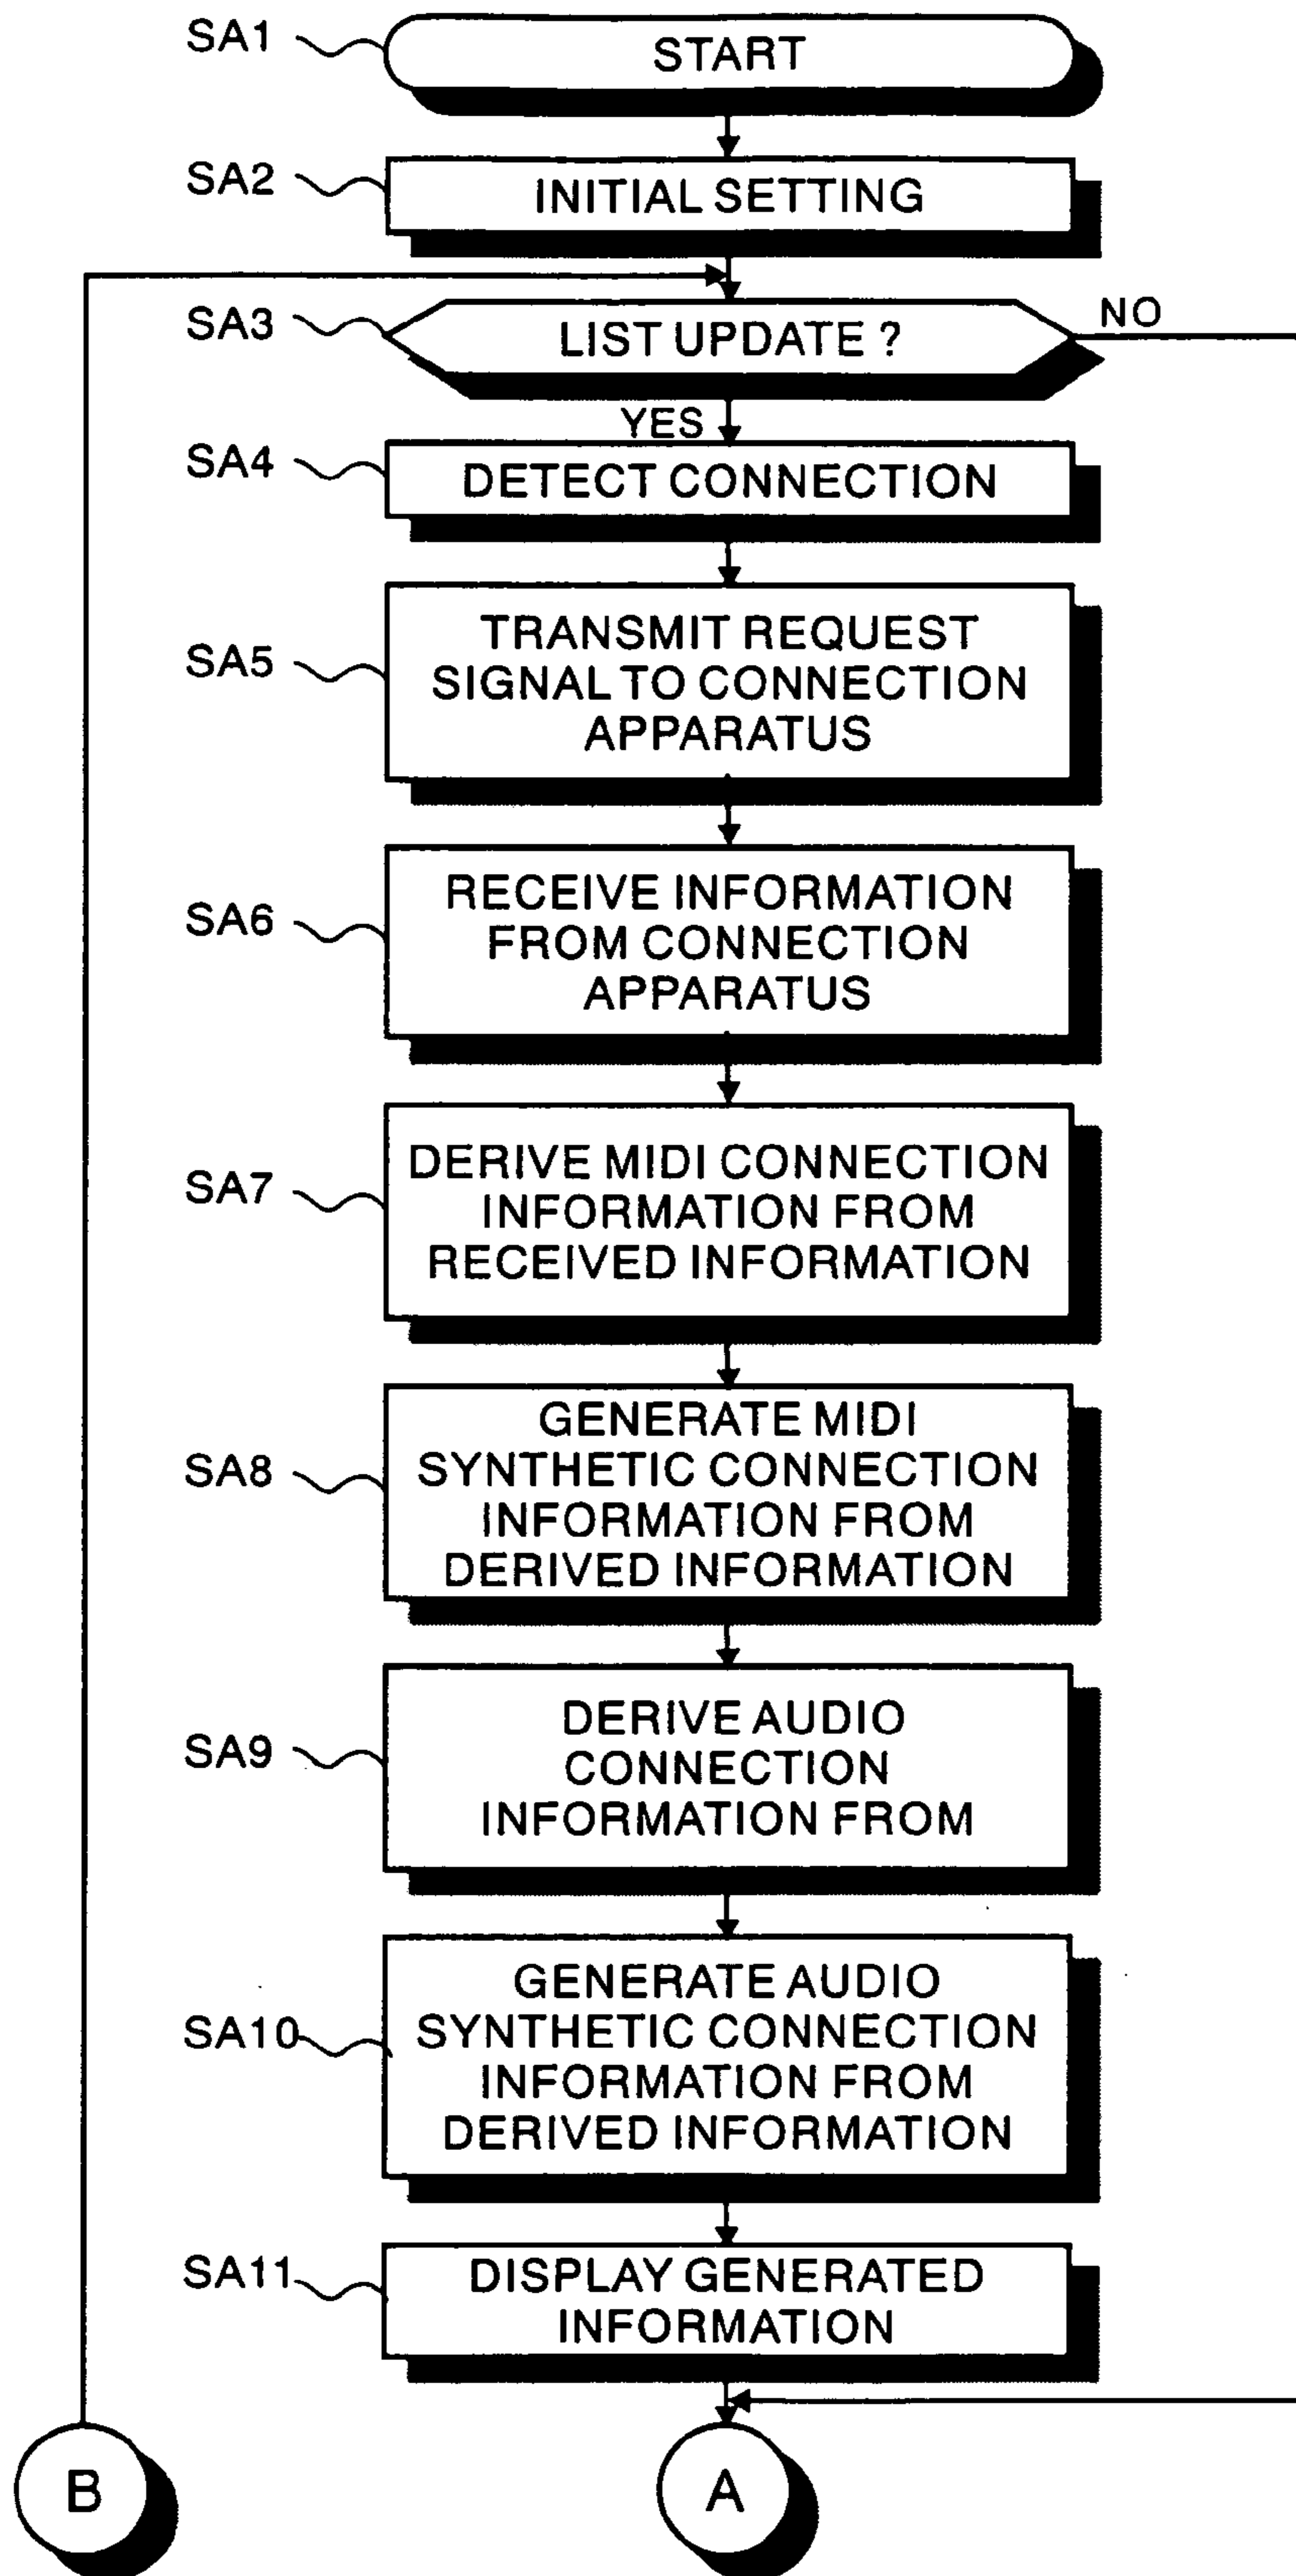 SA1
START
SA2
INITIAL SETTING
SA3
LIST UPDATE ?
NO
YES
SA4
DETECT CONNECTION
SA5
TRANSMIT REQUEST
SIGNAL TO CONNECTION
APPARATUS
SA6
RECEIVE INFORMATION
FROM CONNECTION
APPARATUS
SA7
DERIVE MIDI CONNECTION
INFORMATION FROM
RECEIVED INFORMATION
SA8
GENERATE MIDI
SYNTHETIC CONNECTION
INFORMATION FROM
DERIVED INFORMATION
SA9
DERIVE AUDIO
CONNECTION
INFORMATION FROM
SA10
GENERATE AUDIO
SYNTHETIC CONNECTION
INFORMATION FROM
DERIVED INFORMATION
SA11
DISPLAY GENERATED
INFORMATION
B
A